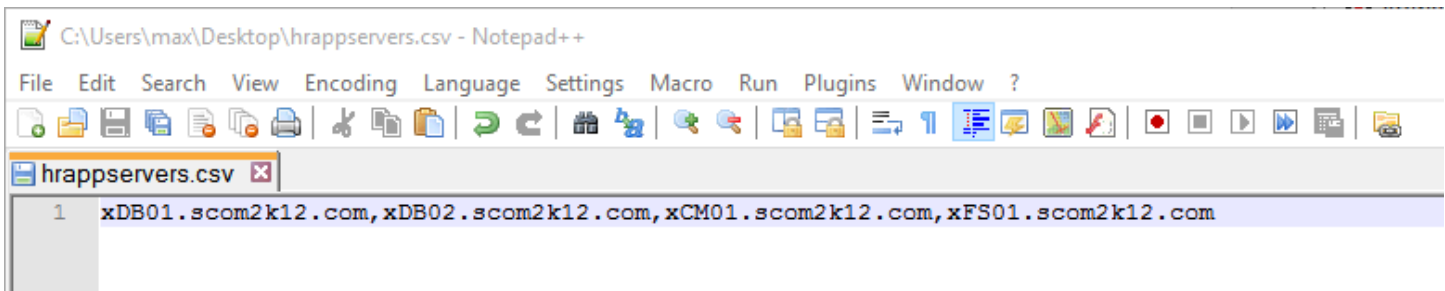 C:\Users\max\Desktop\hrappservers.csv - Notepad++
File Edit Search View Encoding Language Settings Macro Run Plugins Window ?
hrappservers.csv
1 xDB01.scom2k12.com,xDB02.scom2k12.com,xCM01.scom2k12.com,xFS01.scom2k12.com